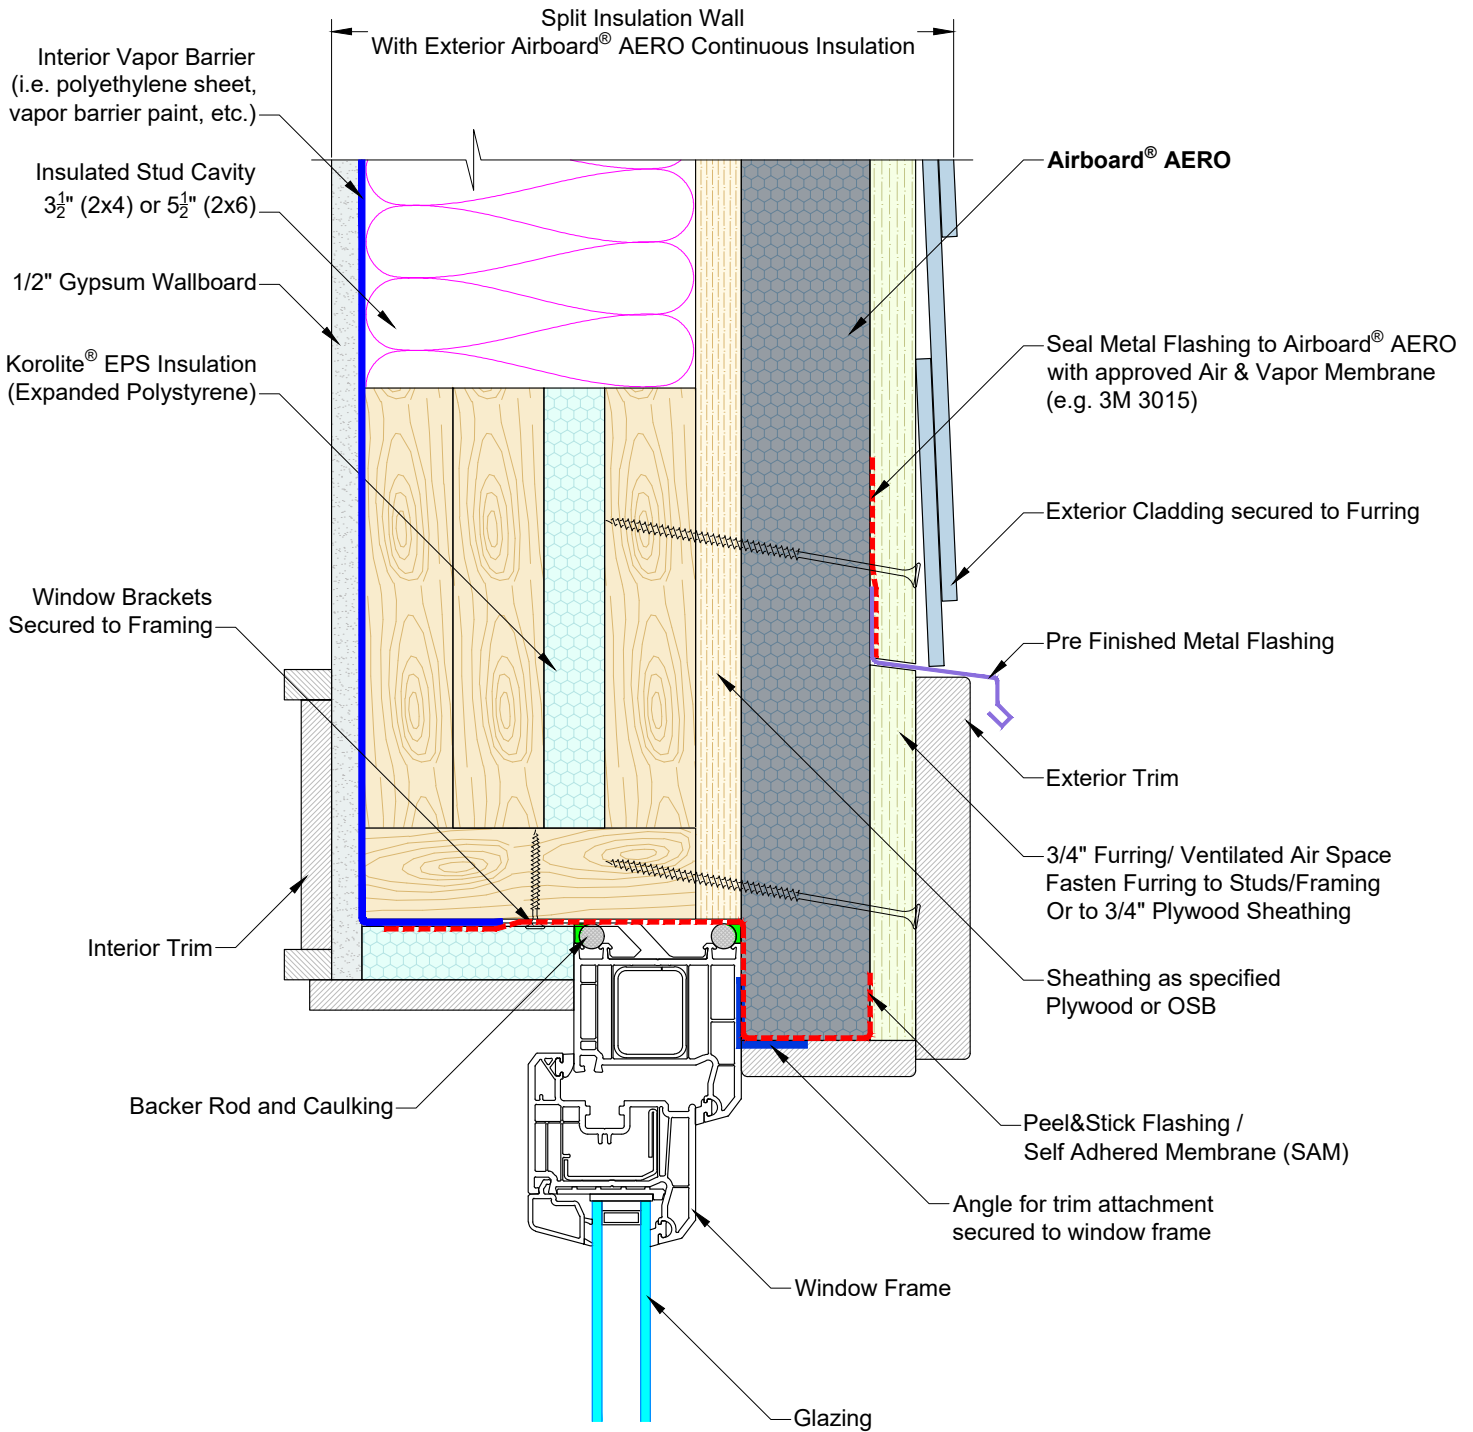 Split Insulation Wall
With Exterior Airboard® AERO Continuous Insulation
Interior Vapor Barrier
(i.e. polyethylene sheet,
vapor barrier paint, etc.)
Insulated Stud Cavity
3½" (2x4) or 5½" (2x6)
1/2" Gypsum Wallboard
Korolite® EPS Insulation
(Expanded Polystyrene)
Window Brackets
Secured to Framing
Interior Trim
Backer Rod and Caulking
Airboard® AERO
Seal Metal Flashing to Airboard® AERO
with approved Air & Vapor Membrane
(e.g. 3M 3015)
Exterior Cladding secured to Furring
Pre Finished Metal Flashing
Exterior Trim
3/4" Furring/ Ventilated Air Space
Fasten Furring to Studs/Framing
Or to 3/4" Plywood Sheathing
Sheathing as specified
Plywood or OSB
Peel&Stick Flashing /
Self Adhered Membrane (SAM)
Angle for trim attachment
secured to window frame
Window Frame
Glazing